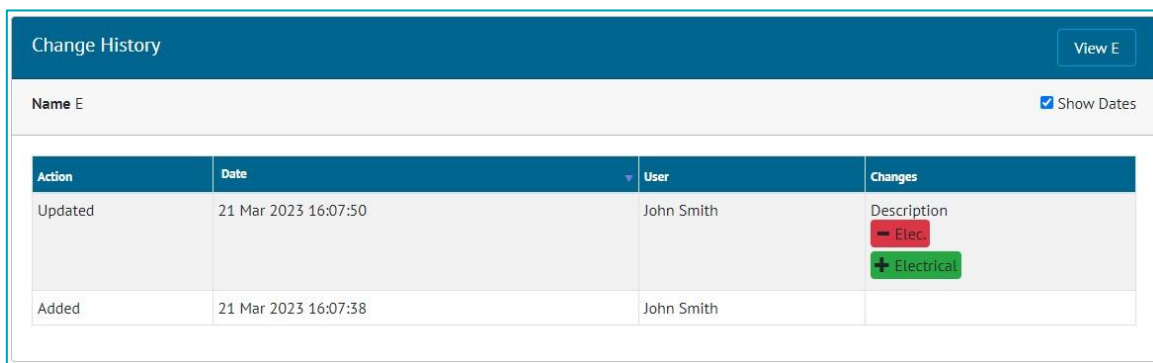 Change History
View E
Name E
Show Dates
Action Date User Changes
Updated 21 Mar 2023 16:07:50 John Smith Description
Elec.
Electrical
Added 21 Mar 2023 16:07:38 John Smith